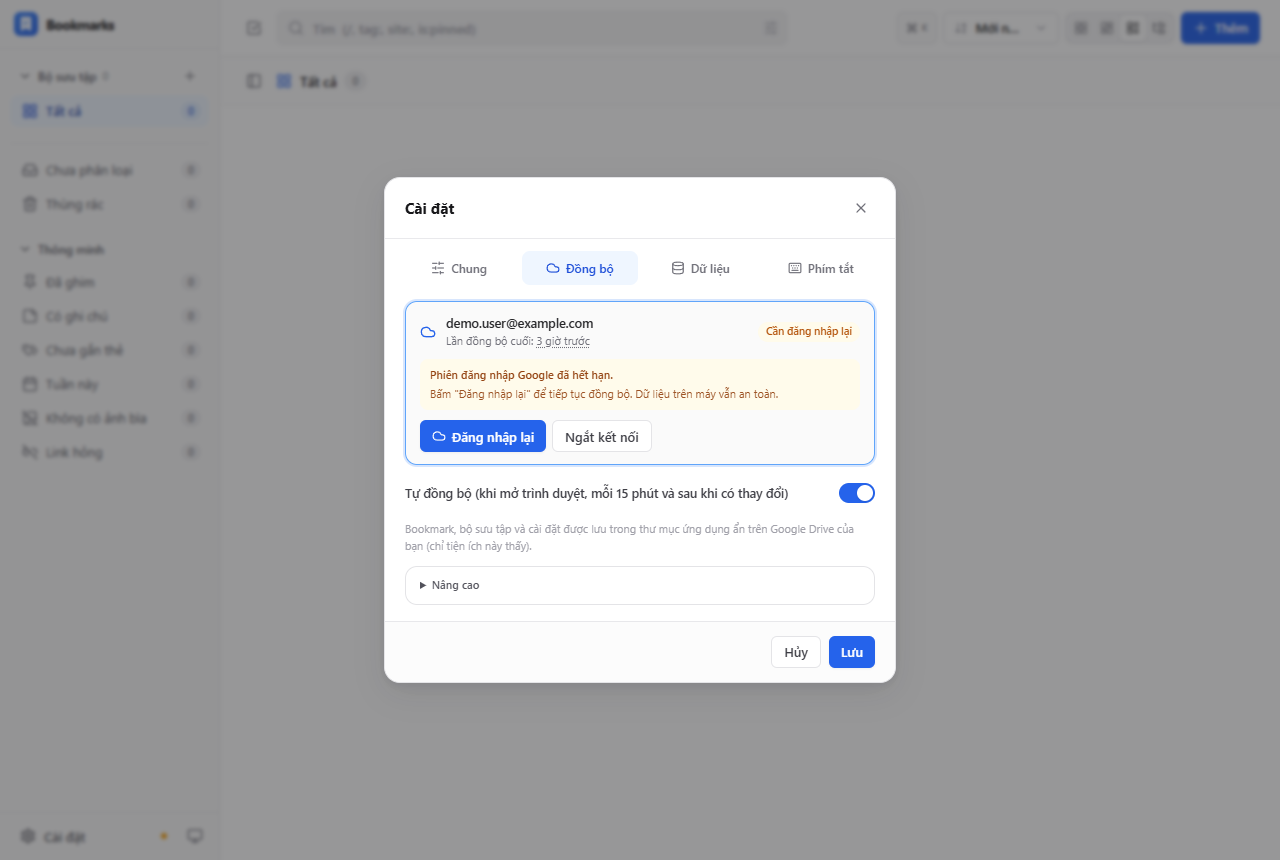 Bookmarks
Bộ sưu tập
Tất cả
Chưa phân loại
Thùng rác
Thông minh
Đã ghim
Có ghi chú
Chưa gắn thẻ
Tuần này
Không có ảnh bìa
Link hỏng
Cài đặt
Thêm
Tất cả
Cài đặt
Chung
Đồng bộ
Dữ liệu
Phím tắt
demo.user@example.com
Lần đồng bộ cuối: 3 giờ trước
Cần đăng nhập lại
Phiên đăng nhập Google đã hết hạn.
Bấm "Đăng nhập lại" để tiếp tục đồng bộ. Dữ liệu trên máy vẫn an toàn.
Đăng nhập lại
Ngắt kết nối
Tự đồng bộ (khi mở trình duyệt, mỗi 15 phút và sau khi có thay đổi)
Bookmark, bộ sưu tập và cài đặt được lưu trong thư mục ứng dụng ẩn trên Google Drive của
bạn (chỉ tiện ích này thấy).
Nâng cao
Hủy
Lưu